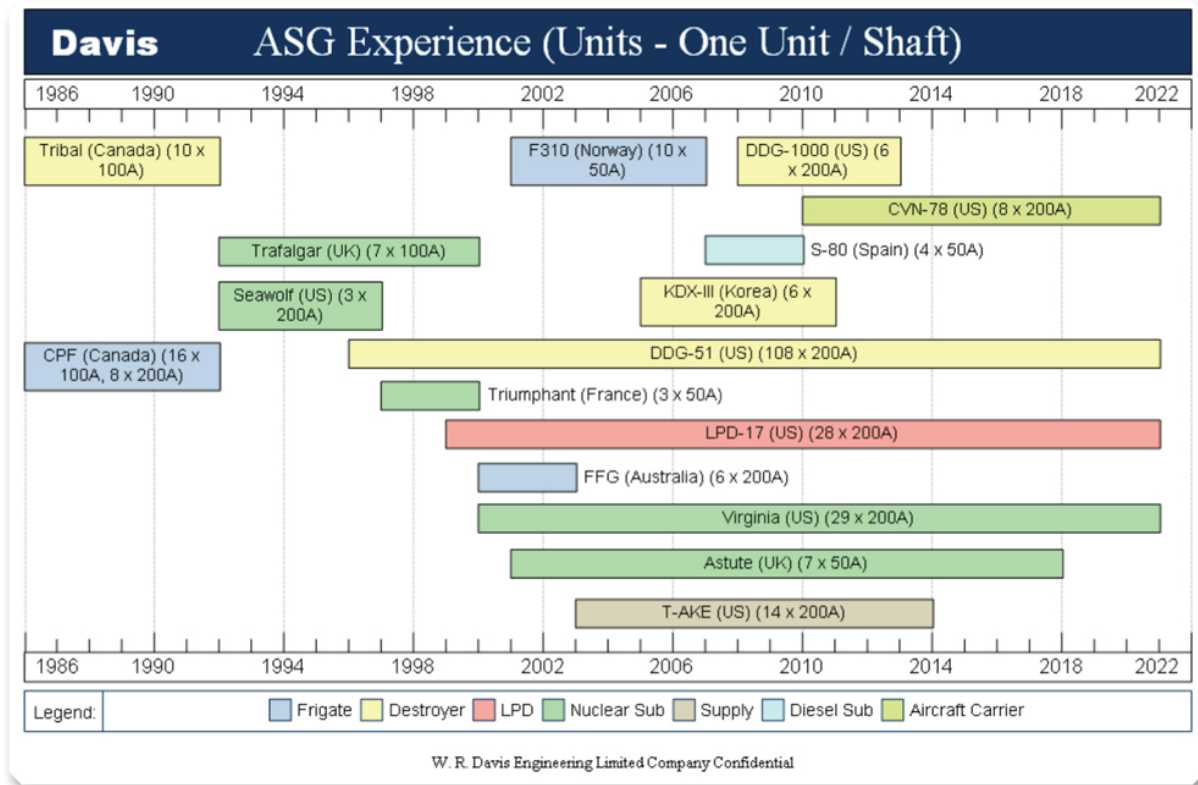 Davis
ASG Experience (Units - One Unit / Shaft)
1986 1990 1994 1998 2002 2006 2010 2014 2018 2022
Tribal (Canada) (10 x
100A)
F310 (Norway) (10 x
50A)
DDG-1000 (US) (6
x 200A)
CVN-78 (US) (8 x 200A)
Trafalgar (UK) (7 x 100A)
S-80 (Spain) (4 x 50A)
Seawolf (US) (3 x
200A)
KDX-III (Korea) (6 x
200A)
CPF (Canada) (16 x
100A, 8 x 200A)
DDG-51 (US) (108 x 200A)
Triumphant (France) (3 x 50A)
LPD-17 (US) (28 x 200A)
FFG (Australia) (6 x 200A)
Virginia (US) (29 x 200A)
Astute (UK) (7 x 50A)
T-AKE (US) (14 x 200A)
1986 1990 1994 1998 2002 2006 2010 2014 2018 2022
Legend: Frigate Destroyer LPD Nuclear Sub Supply Diesel Sub Aircraft Carrier
W. R. Davis Engineering Limited Company Confidential